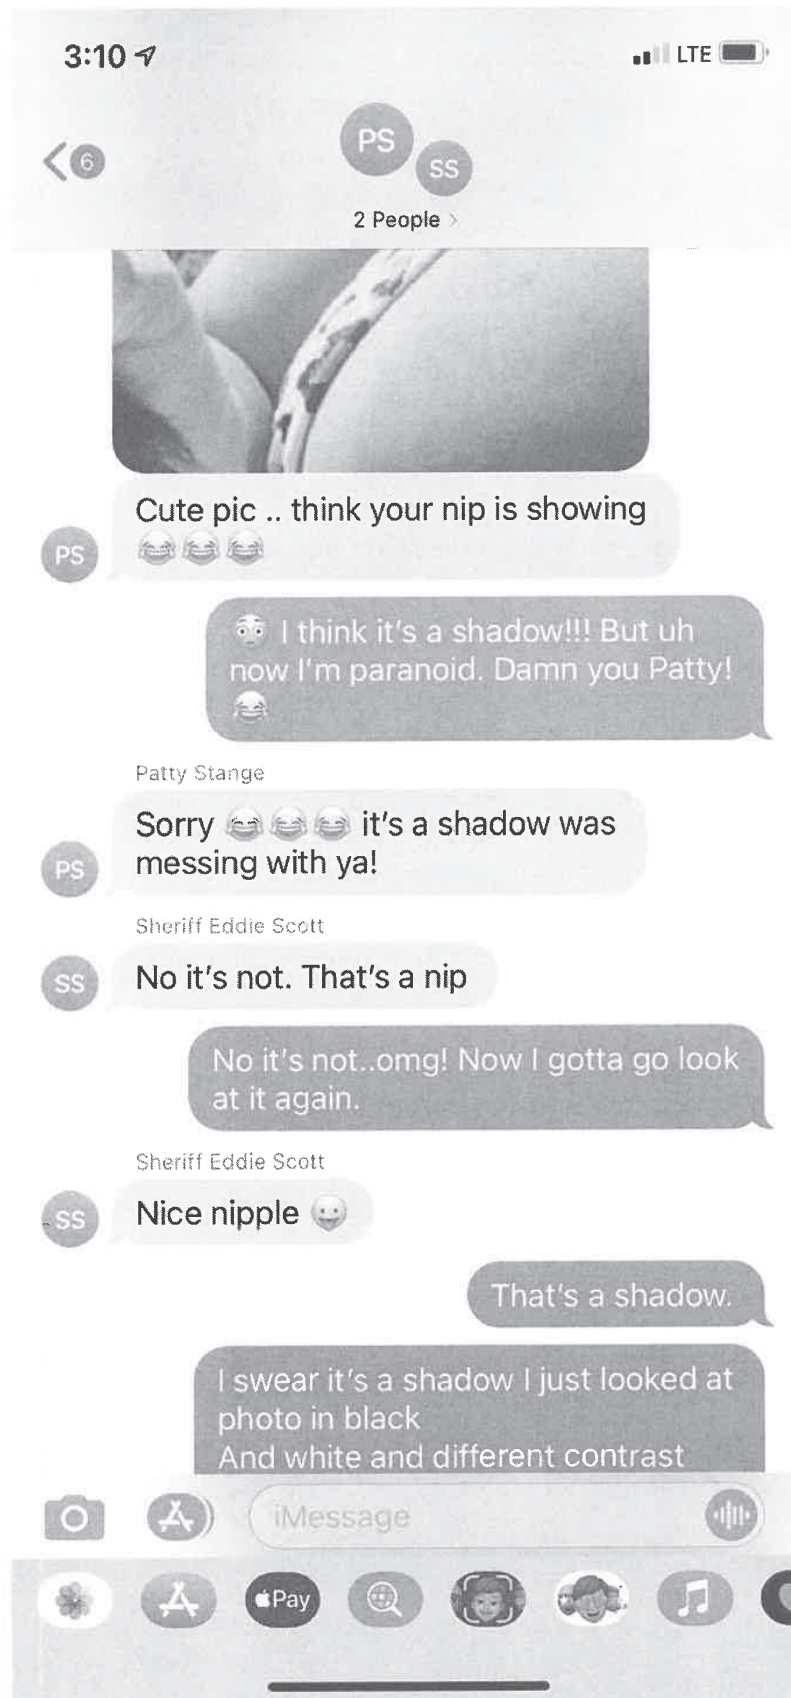 3:10
LTE
6
PS
SS
2 People
Cute pic .. think your nip is showing
😂😂😂
PS
😳 I think it's a shadow!!! But uh
now I'm paranoid. Damn you Patty!
😂
Patty Stange
Sorry 😂😂😂 it's a shadow was
messing with ya!
PS
Sheriff Eddie Scott
No it's not. That's a nip
SS
No it's not..omg! Now I gotta go look
at it again.
Sheriff Eddie Scott
Nice nipple 😀
SS
That's a shadow.
I swear it's a shadow I just looked at
photo in black
And white and different contrast
iMessage
Pay